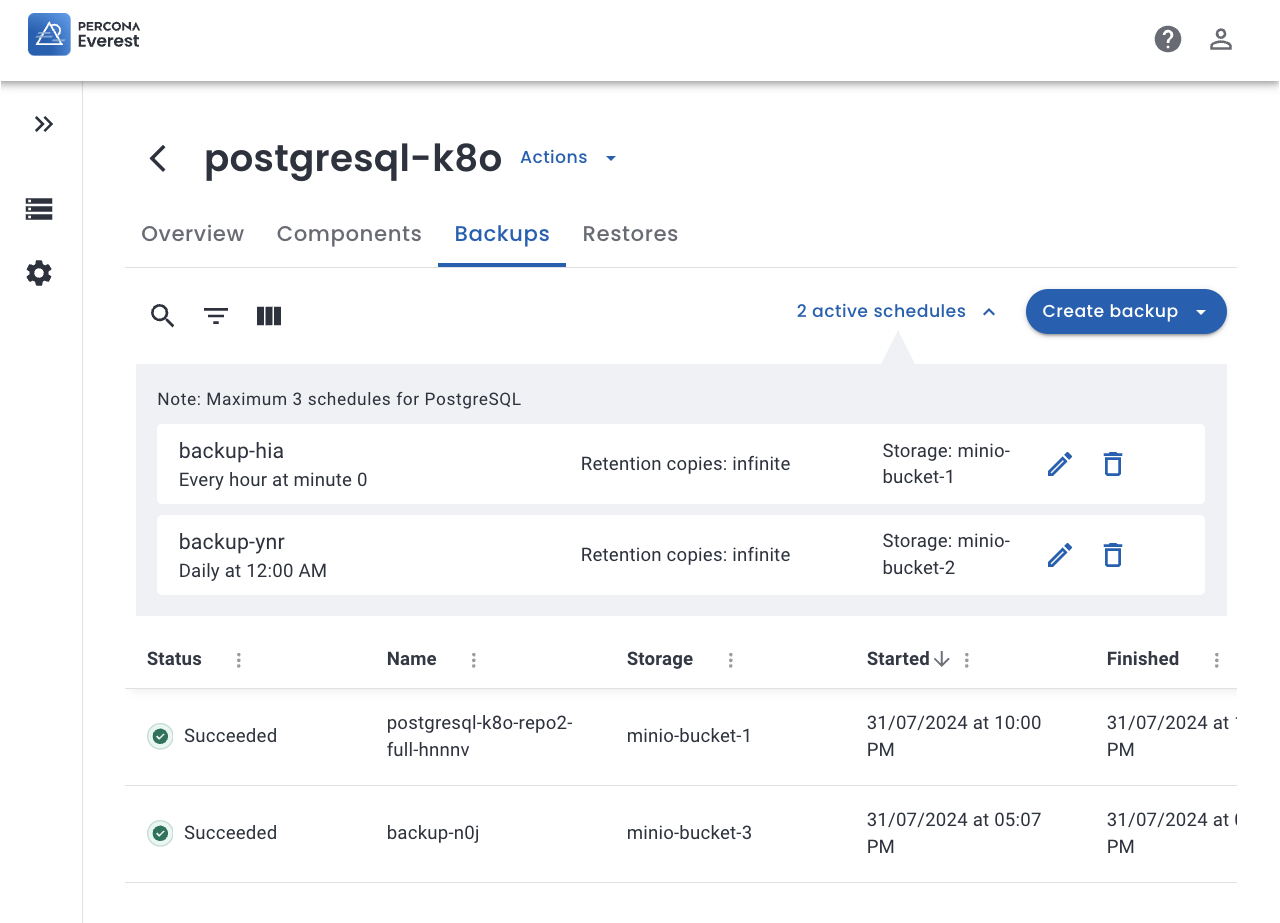 PERCONA
Everest
postgresql-k8o
Actions
Overview
Components
Backups
Restores
2 active schedules
Create backup
Note: Maximum 3 schedules for PostgreSQL
backup-hia
Every hour at minute 0
Retention copies: infinite
Storage: minio-
bucket-1
backup-ynr
Daily at 12:00 AM
Retention copies: infinite
Storage: minio-
bucket-2
Status
Name
Storage
Started
Finished
Succeeded
postgresql-k8o-repo2-
full-hnnnv
minio-bucket-1
31/07/2024 at 10:00
PM
31/07/2024 at
PM
Succeeded
backup-n0j
minio-bucket-3
31/07/2024 at 05:07
PM
31/07/2024 at
PM